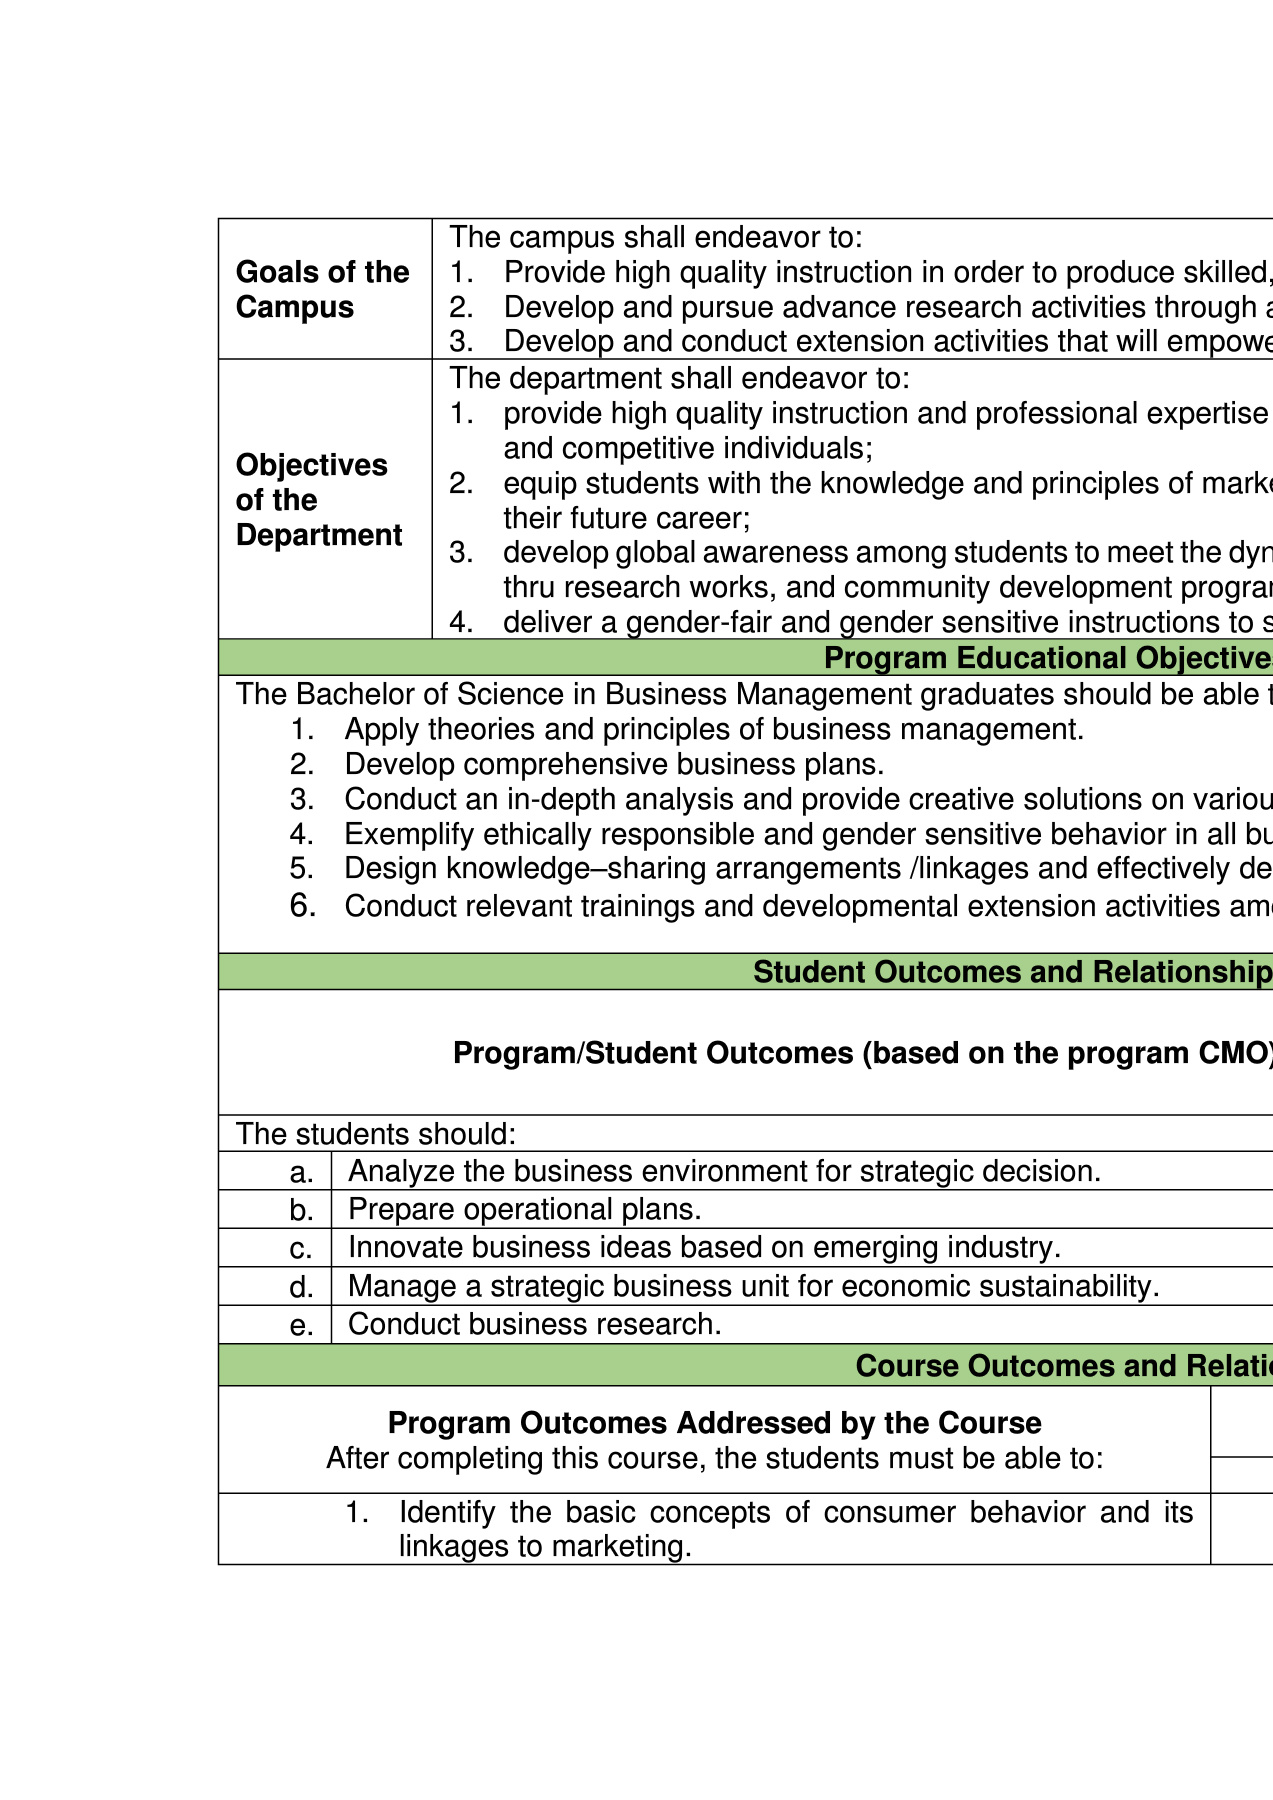 Goals of the
Campus
The campus shall endeavor to:
1. Provide high quality instruction in order to produce skilled,
2. Develop and pursue advance research activities through
3. Develop and conduct extension activities that will
Objectives
of the
Department
The department shall endeavor to:
1. provide high quality instruction and professional expertise
and competitive individuals;
2. equip students with the knowledge and principles of
their future career;
3. develop global awareness among students to meet the
thru research works, and community development
4. deliver a gender-fair and gender sensitive instructions to
Program Educational
The Bachelor of Science in Business Management graduates should be able
1. Apply theories and principles of business management.
2. Develop comprehensive business plans.
3. Conduct an in-depth analysis and provide creative solutions on
4. Exemplify ethically responsible and gender sensitive behavior in all
5. Design knowledge–sharing arrangements /linkages and effectively
6. Conduct relevant trainings and developmental extension activities
Student Outcomes and Relationship
Program/Student Outcomes (based on the program CMO)
The students should:
a. Analyze the business environment for strategic decision.
b. Prepare operational plans.
c. Innovate business ideas based on emerging industry.
d. Manage a strategic business unit for economic sustainability.
e. Conduct business research.
Course Outcomes and
Program Outcomes Addressed by the Course
After completing this course, the students must be able to:
1. Identify the basic concepts of consumer behavior and its
linkages to marketing.